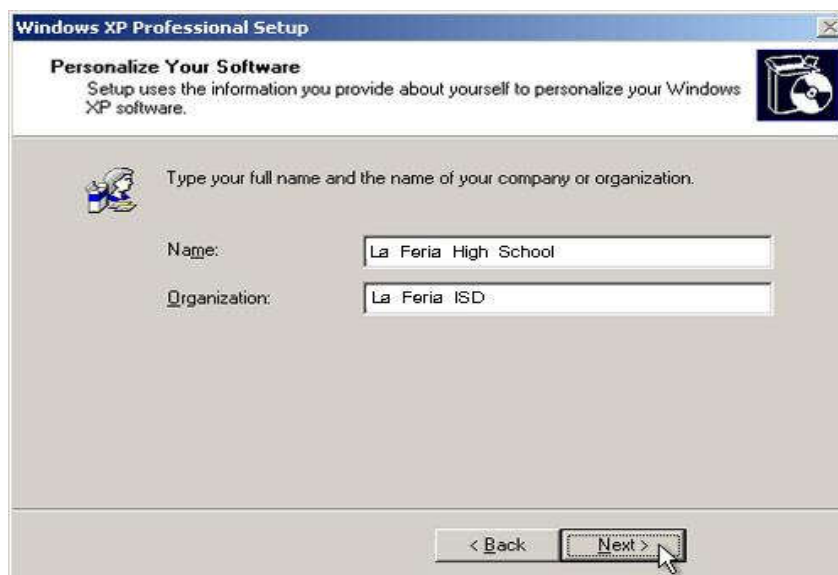 Windows XP Professional Setup
Personalize Your Software
Setup uses the information you provide about yourself to personalize your Windows
XP software.
Type your full name and the name of your company or organization.
Name:
La Feria High School
Organization:
La Feria ISD
< Back
Next >